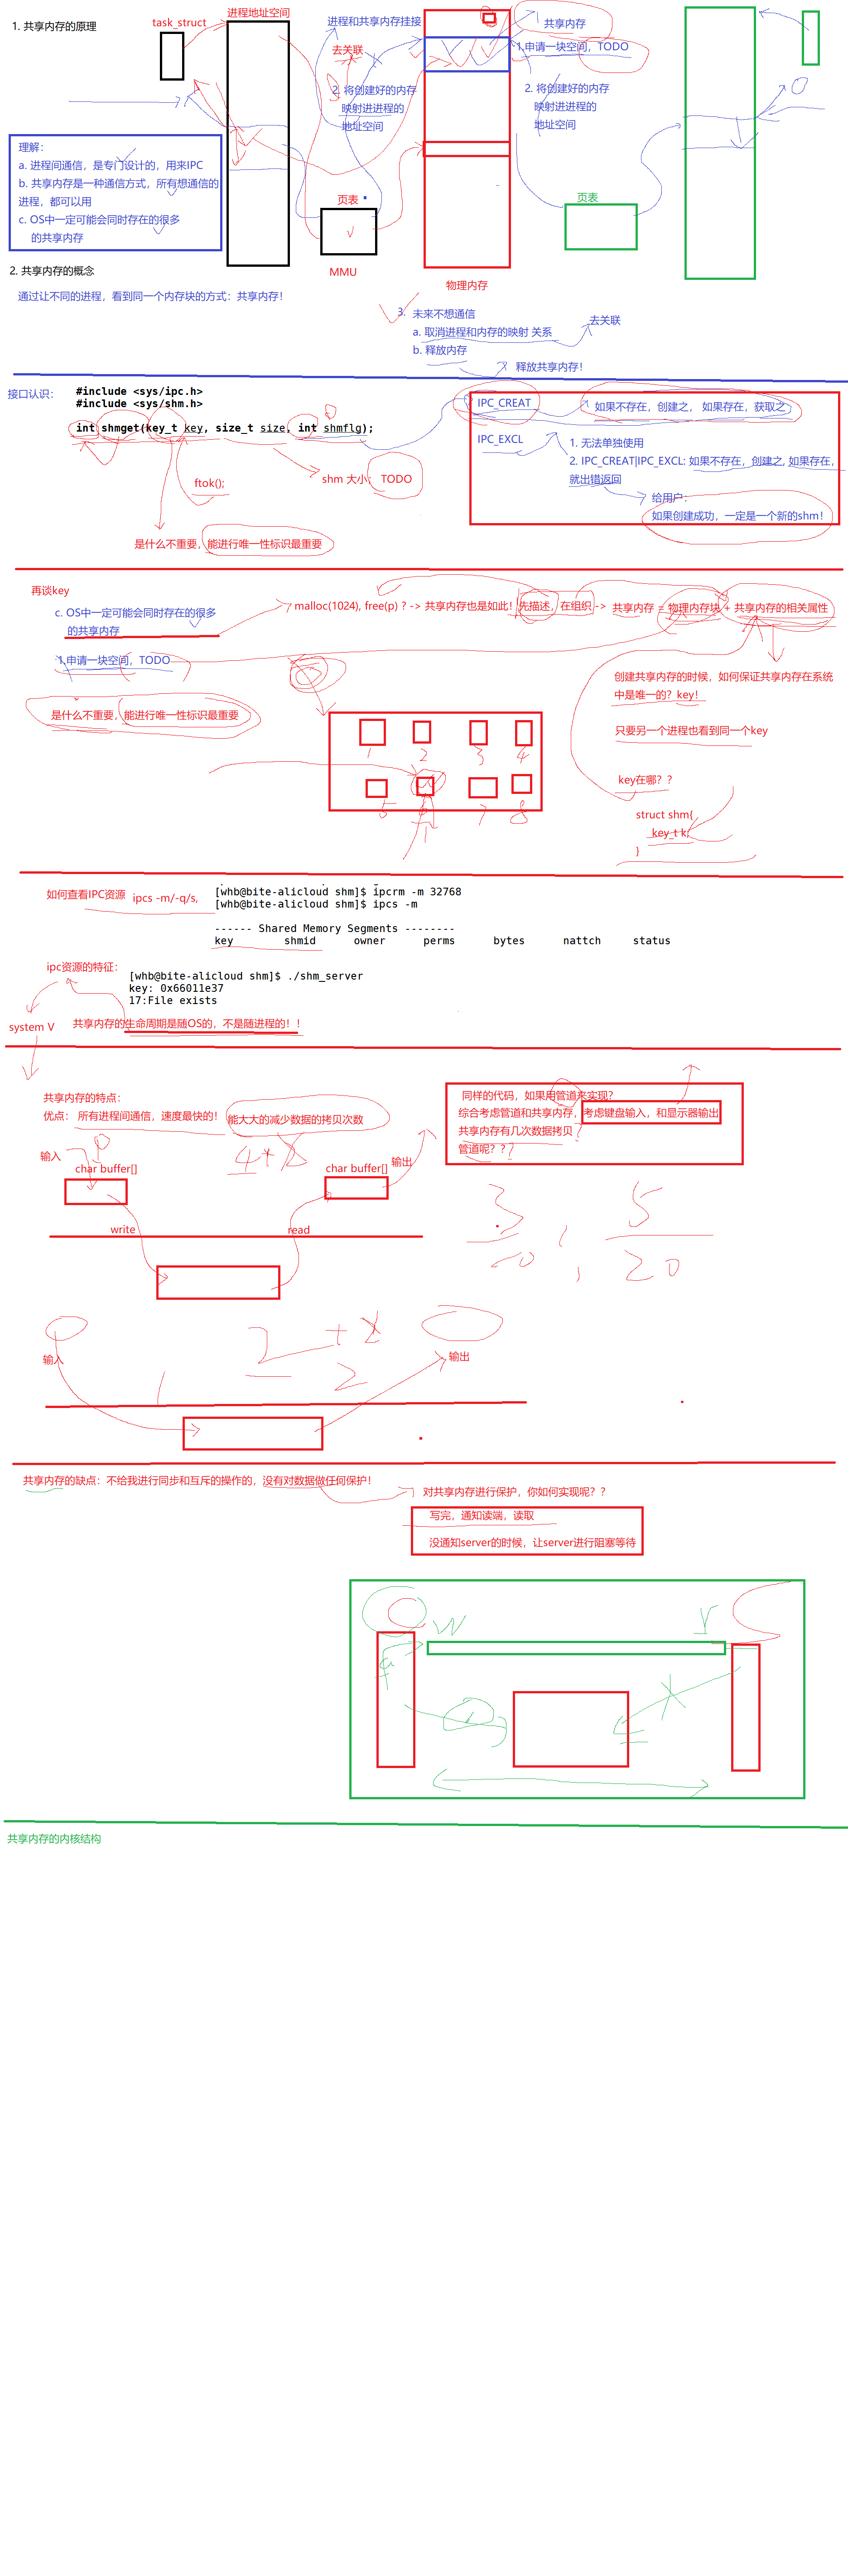 1. 共享内存的原理
task_struct
进程地址空间
进程和共享内存挂接
去关联
2. 将创建好的内存
映射进进程的
地址空间
共享内存
1.申请一块空间，TODO
2. 将创建好的内存
映射进进程的
地址空间
理解：
a. 进程间通信，是专门设计的，用来IPC
b. 共享内存是一种通信方式，所有想通信的
进程，都可以用
c. OS中一定可能会同时存在的很多
的共享内存
页表
MMU
物理内存
页表
2. 共享内存的概念
通过让不同的进程，看到同一个内存块的方式：共享内存！
3. 未来不想通信
a. 取消进程和内存的映射 关系
去关联
b. 释放内存
释放共享内存！
接口认识：
#include <sys/ipc.h>
#include <sys/shm.h>
int shmget(key_t key, size_t size, int shmflg);
ftok();
shm 大小： TODO
是什么不重要，能进行唯一性标识最重要
IPC_CREAT
如果不存在，创建之， 如果存在，获取之
IPC_EXCL
1. 无法单独使用
2. IPC_CREAT|IPC_EXCL: 如果不存在，创建之, 如果存在，
就出错返回
给用户：
如果创建成功，一定是一个新的shm！
再谈key
c. OS中一定可能会同时存在的很多
的共享内存
malloc(1024), free(p) ? -> 共享内存也是如此！先描述，在组织 -> 共享内存 = 物理内存块 + 共享内存的相关属性
1.申请一块空间，TODO
是什么不重要，能进行唯一性标识最重要
创建共享内存的时候，如何保证共享内存在系统
中是唯一的？key！
只要另一个进程也看到同一个key
key在哪？？
struct shm{
key_t k;
}
1
2
3
4
5
7
8
如何查看IPC资源
ipcs -m/-q/s,
[whb@bite-alicloud shm]$ ipcrm -m 32768
[whb@bite-alicloud shm]$ ipcs -m
------ Shared Memory Segments --------
key shmid owner perms bytes nattch status
ipc资源的特征：
[whb@bite-alicloud shm]$ ./shm_server
key: 0x66011e37
17:File exists
system V
共享内存的生命周期是随OS的，不是随进程的！！
共享内存的特点：
优点： 所有进程间通信，速度最快的！ 能大大的减少数据的拷贝次数
同样的代码，如果用管道来实现？
综合考虑管道和共享内存，考虑键盘输入，和显示器输出
共享内存有几次数据拷贝
管道呢？？
输入
char buffer[]
4+2
char buffer[]
输出
write
read
输入
2+2
输出
共享内存的缺点：不给我进行同步和互斥的操作的，没有对数据做任何保护！
对共享内存进行保护，你如何实现呢？？
写完，通知读端，读取
没通知server的时候，让server进行阻塞等待
w
r
共享内存的内核结构